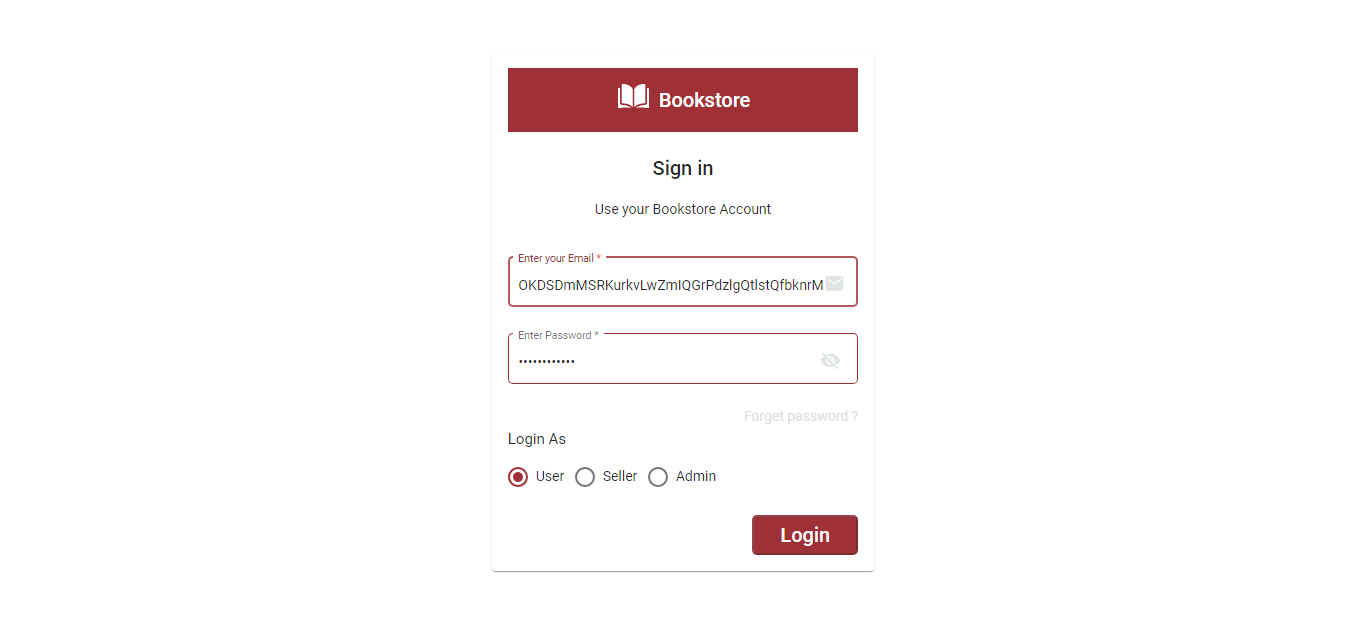 Bookstore
Sign in
Use your Bookstore Account
Enter your Email *
OKDSDmMSRKurkvLwZmIQGrPdzlgQtlstQfbknrM
Enter Password *
••••••••••••
Forget password ?
Login As
User Seller Admin
Login